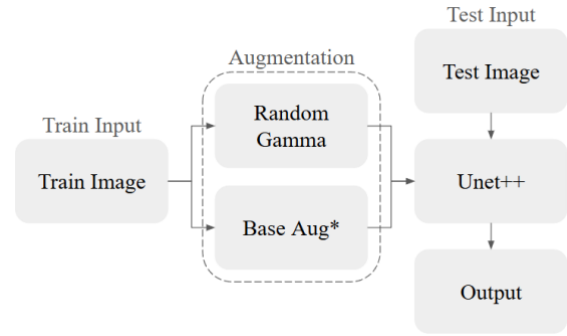 Train Input
Train Image
Augmentation
Random
Gamma
Base Aug*
Test Input
Test Image
Unet++
Output